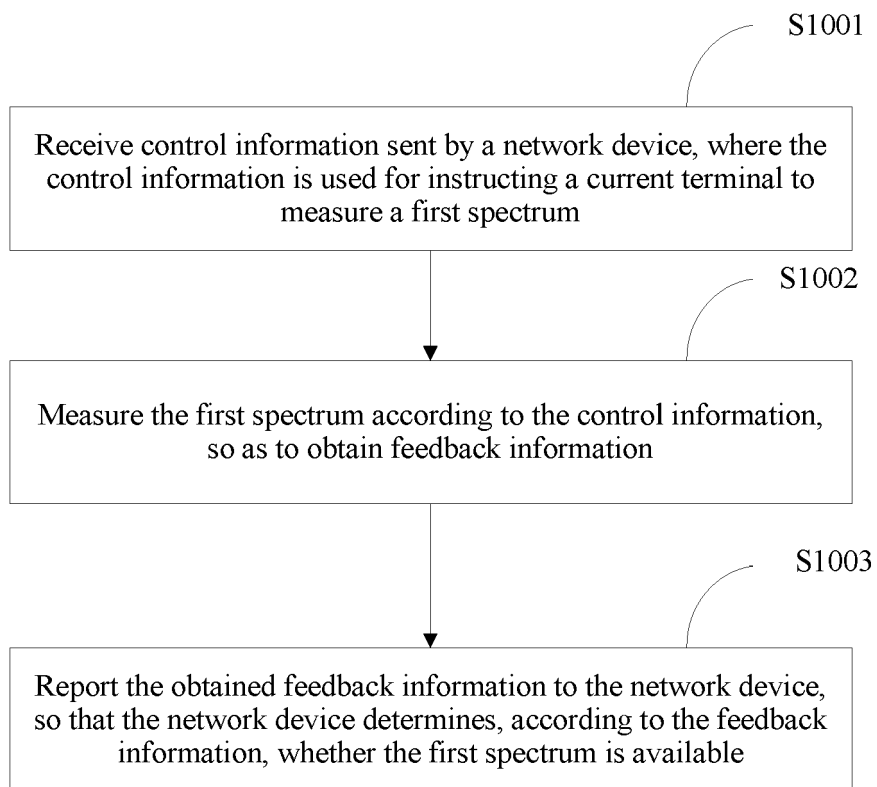 S1001
Receive control information sent by a network device, where the
control information is used for instructing a current terminal to
measure a first spectrum
S1002
Measure the first spectrum according to the control information,
so as to obtain feedback information
S1003
Report the obtained feedback information to the network device,
so that the network device determines, according to the feedback
information, whether the first spectrum is available